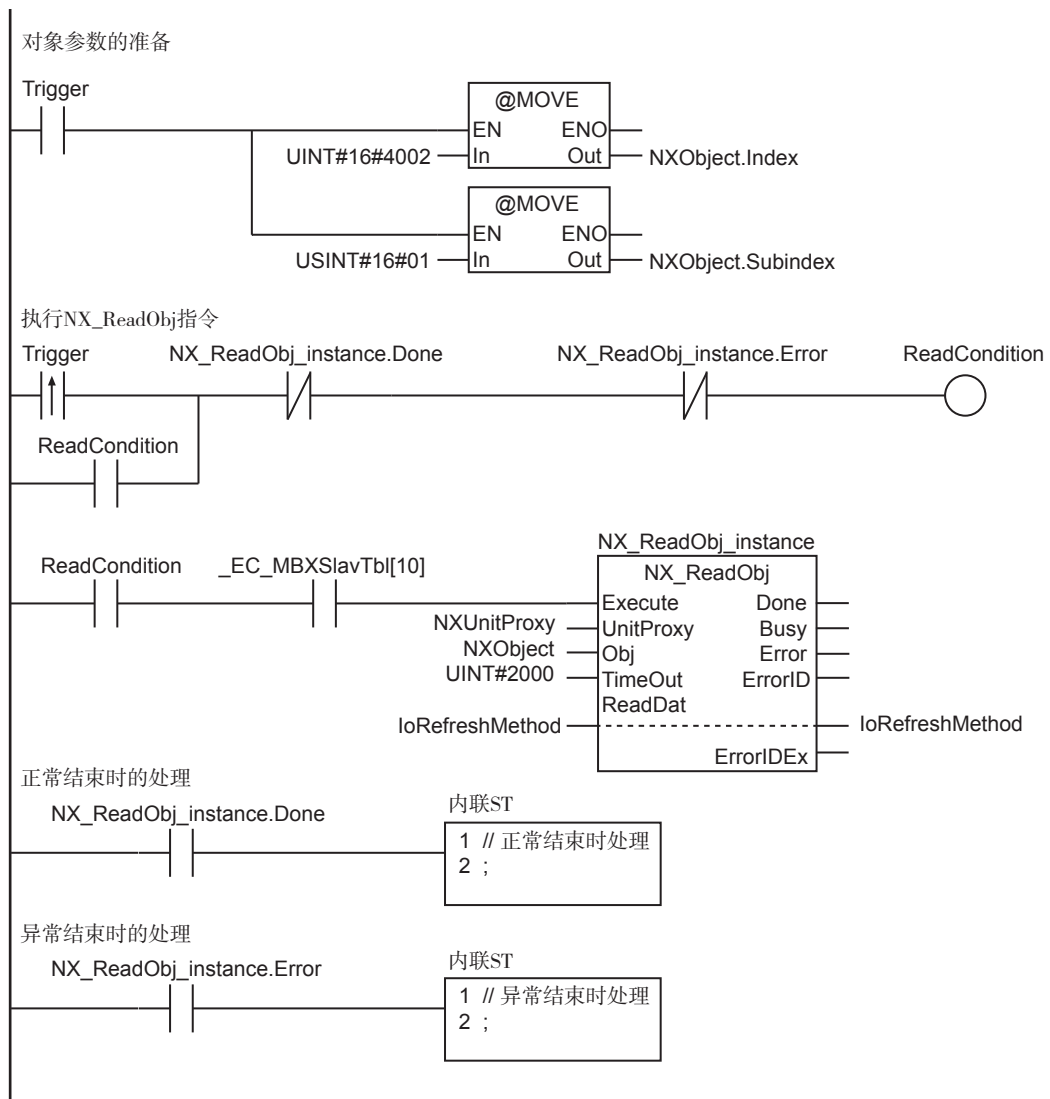 对象参数的准备
Trigger
@MOVE
EN ENO
UINT#16#4002 In Out NXObject.Index
@MOVE
EN ENO
USINT#16#01 In Out NXObject.Subindex
执行NX_ReadObj指令
Trigger NX_ReadObj_instance.Done NX_ReadObj_instance.Error ReadCondition
ReadCondition
NX_ReadObj_instance
ReadCondition _EC_MBXSlavTbl[10] NX_ReadObj
Execute Done
NXUnitProxy UnitProxy Busy
NXObject Obj Error
UINT#2000 TimeOut ErrorID
ReadDat
IoRefreshMethod IoRefreshMethod
ErrorIDEx
正常结束时的处理
NX_ReadObj_instance.Done 内联ST
1 // 正常结束时处理
2 ;
异常结束时的处理
NX_ReadObj_instance.Error 内联ST
1 // 异常结束时处理
2 ;